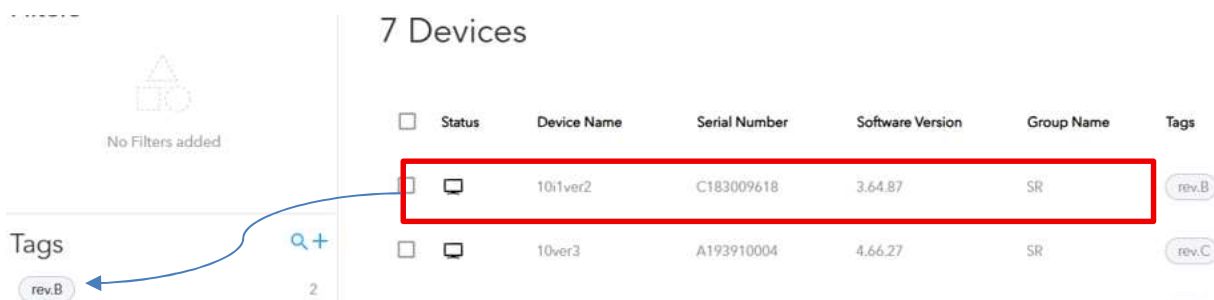 7 Devices
No Filters added
Status Device Name Serial Number Software Version Group Name Tags
10i1ver2 C183009618 3.64.87 SR rev.B
10ver3 A193910004 4.66.27 SR rev.C
Tags
rev.B 2